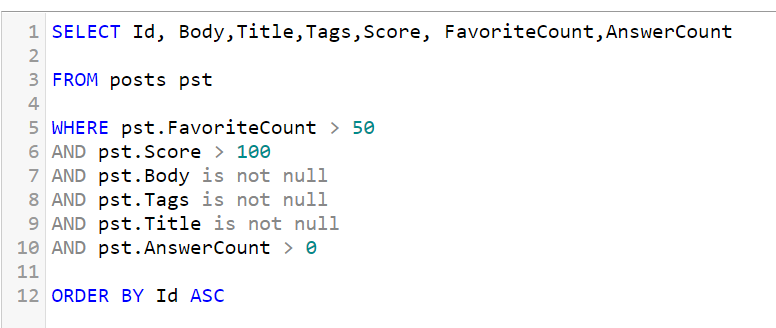 1 SELECT Id, Body,Title,Tags,Score, FavoriteCount,AnswerCount
2
3 FROM posts pst
4
5 WHERE pst.FavoriteCount > 50
6 AND pst.Score > 100
7 AND pst.Body is not null
8 AND pst.Tags is not null
9 AND pst.Title is not null
10 AND pst.AnswerCount > 0
11
12 ORDER BY Id ASC